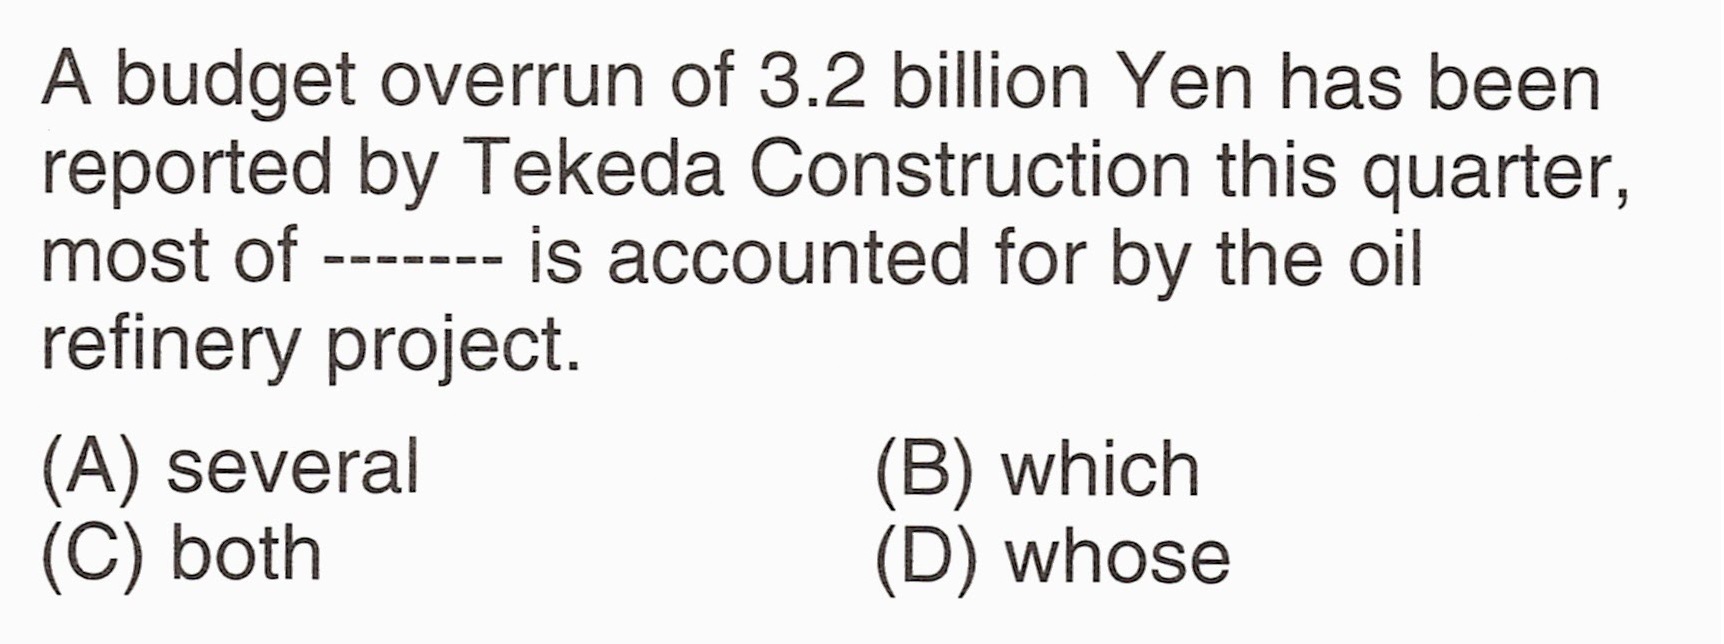 A budget overrun of 3.2 billion Yen has been
reported by Tekeda Construction this quarter,
most of ------- is accounted for by the oil
refinery project.
(A) several (B) which
(C) both (D) whose